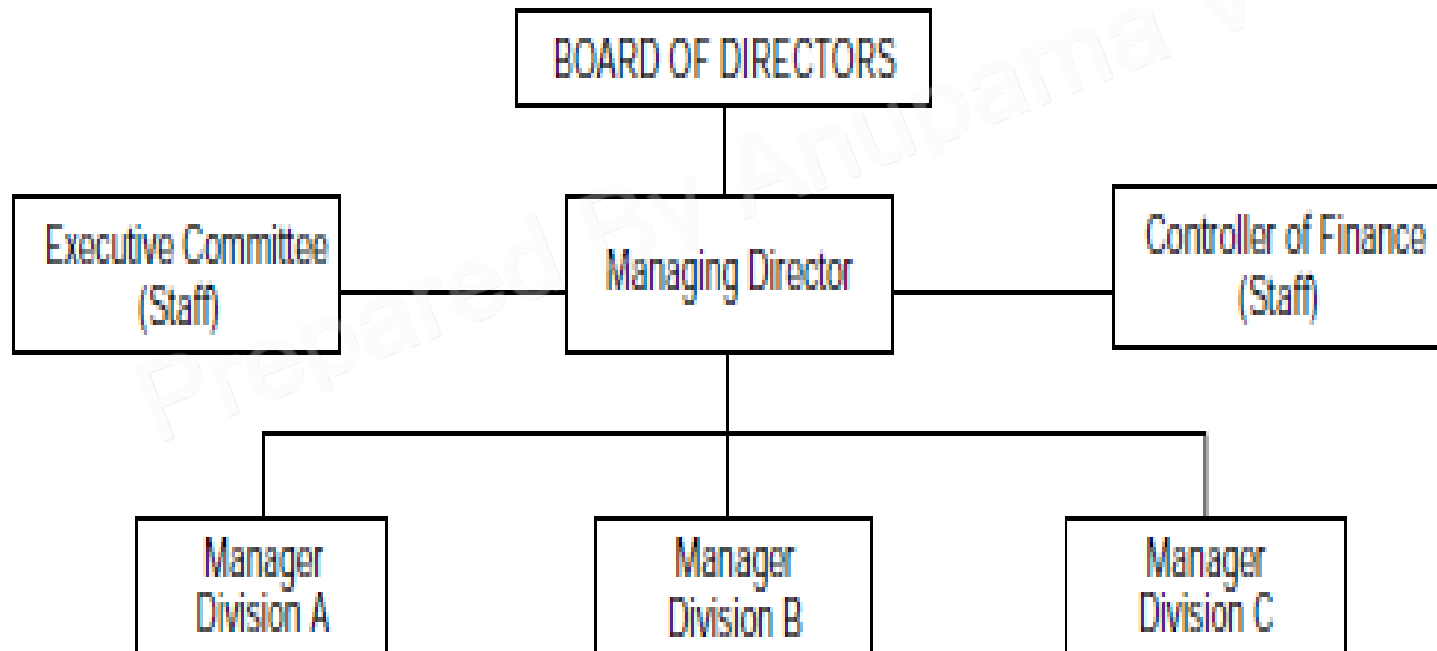 BOARD OF DIRECTORS
Executive Committee
(Staff)
Managing Director
Controller of Finance
(Staff)
Manager
Division A
Manager
Division B
Manager
Division C
Prepared By Anupama